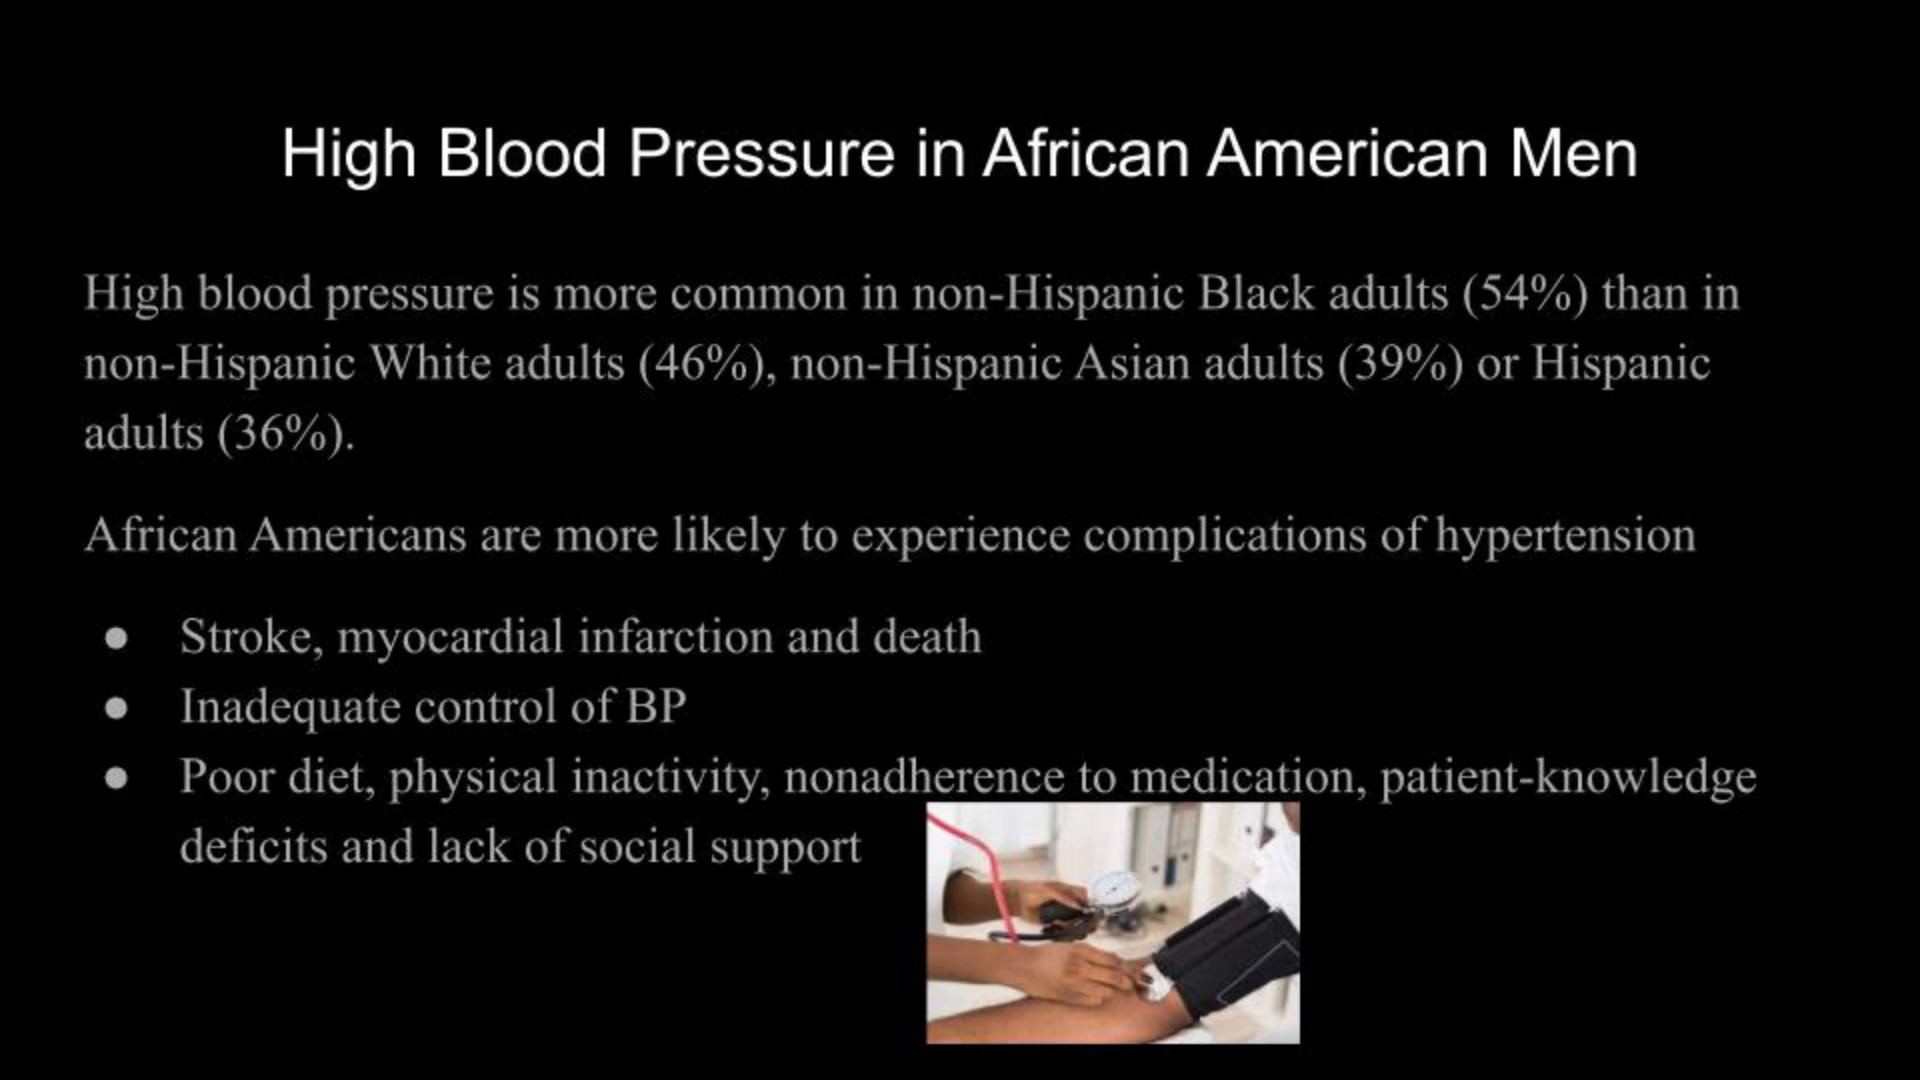 High Blood Pressure in African American Men
High blood pressure is more common in non-Hispanic Black adults (54%) than in
non-Hispanic White adults (46%), non-Hispanic Asian adults (39%) or Hispanic
adults (36%).
African Americans are more likely to experience complications of hypertension
● Stroke, myocardial infarction and death
● Inadequate control of BP
● Poor diet, physical inactivity, nonadherence to medication, patient-knowledge
deficits and lack of social support